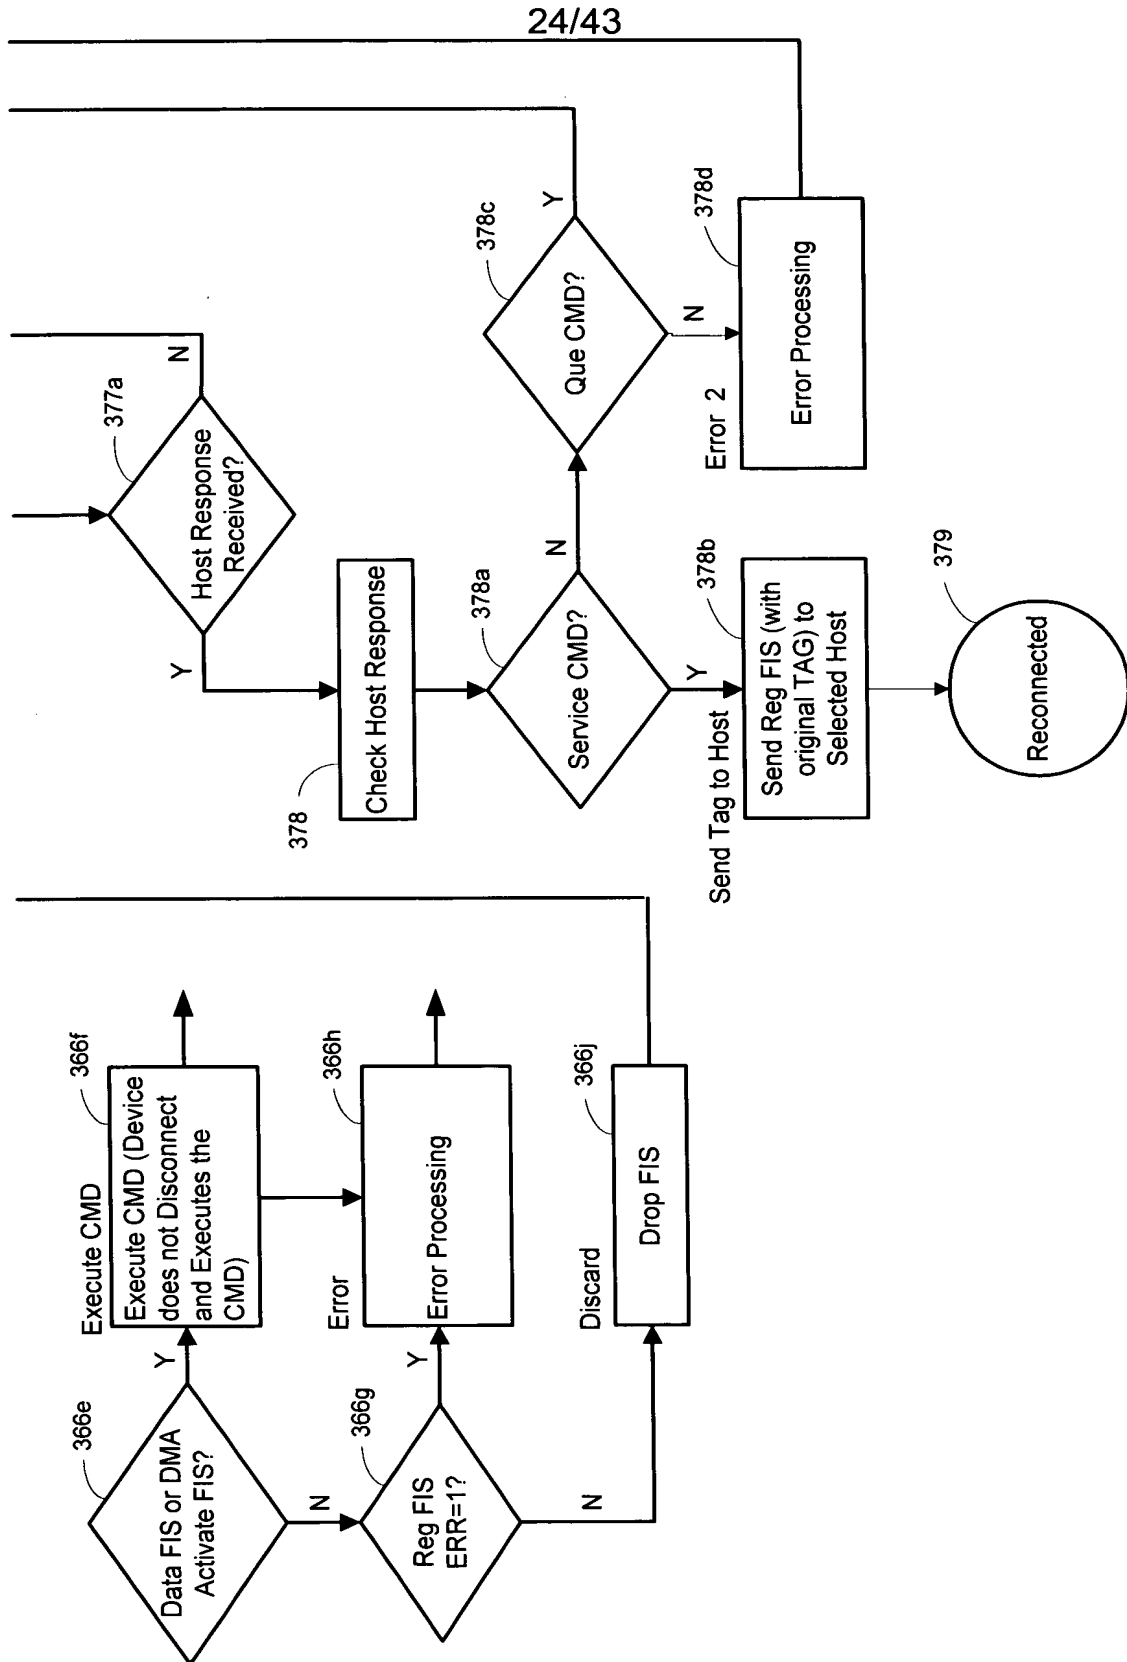 24/43
366e
Data FIS or DMA
Activate FIS?
Y
N
Execute CMD
366f
Execute CMD (Device
does not Disconnect
and Executes the
CMD)
366g
Reg FIS
ERR=1?
Y
N
Error
366h
Error Processing
Discard
366j
Drop FIS
377a
Host Response
Received?
N
Y
378
Check Host Response
378a
Service CMD?
N
Y
378c
Que CMD?
Y
N
Send Tag to Host
378b
Send Reg FIS (with
original TAG) to
Selected Host
Error 2
378d
Error Processing
379
Reconnected